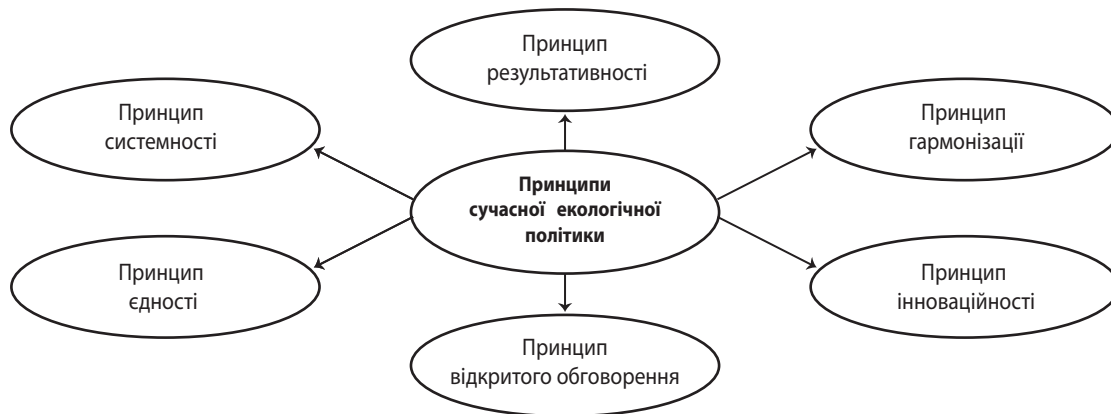 Принцип
результативності
Принцип
системності
Принцип
гармонізації
Принципи
сучасної екологічної
політики
Принцип
єдності
Принцип
інноваційності
Принцип
відкритого обговорення